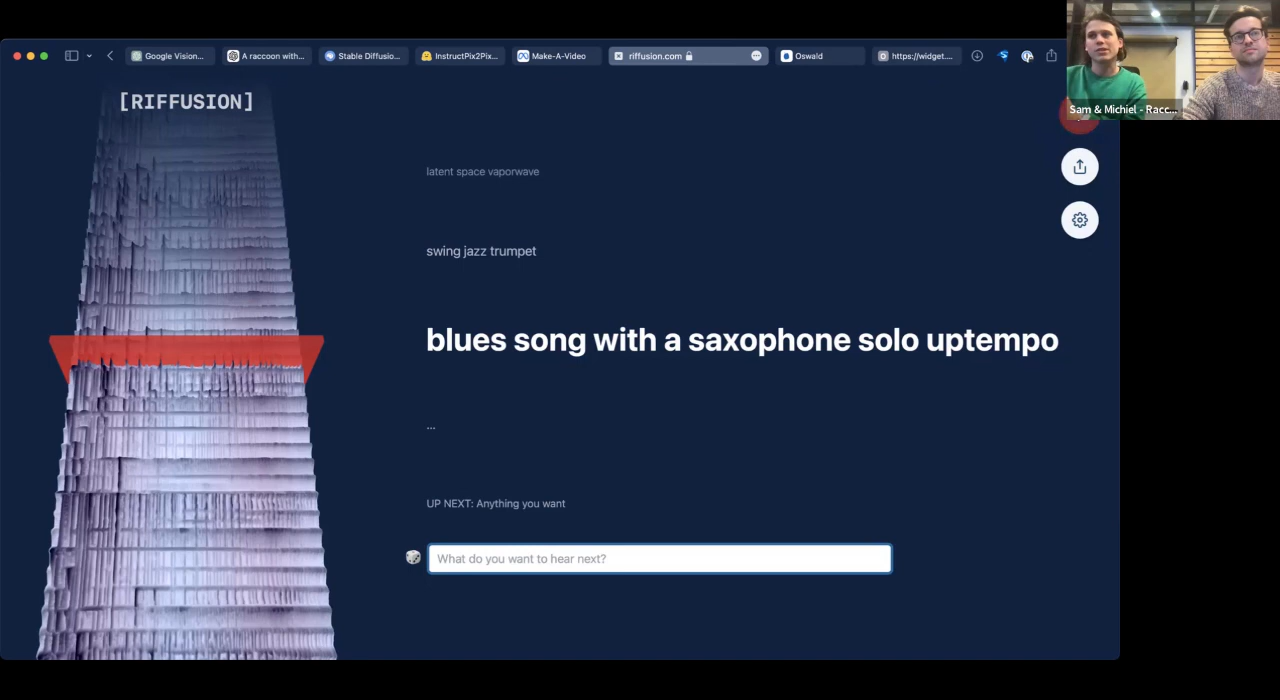 Google Vision...
A raccoon with...
Stable Diffusio...
InstructPix2Pix...
Make-A-Video
riffusion.com
Oswald
https://widget....
Sam & Michiel - Racc...
[RIFFUSION]
latent space vaporwave
swing jazz trumpet
blues song with a saxophone solo uptempo
...
UP NEXT: Anything you want
What do you want to hear next?